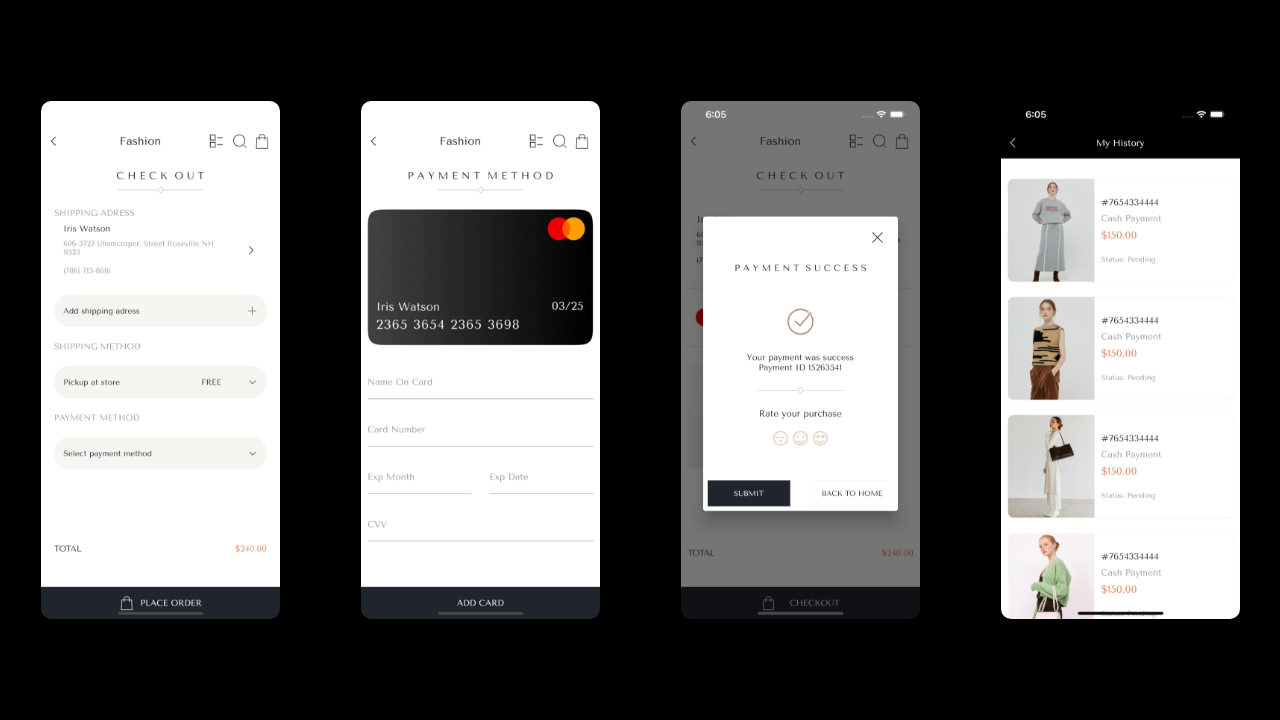 Fashion
CHECK OUT
SHIPPING ADRESS
Iris Watson
606-3727 Ullamcorper. Street Roseville NH
11523
(786) 713-8616
Add shipping adress
SHIPPING METHOD
Pickup at store FREE
PAYMENT METHOD
Select payment method
TOTAL $240.00
PLACE ORDER
Fashion
PAYMENT METHOD
Iris Watson 03/25
2365 3654 2365 3698
Name On Card
Card Number
Exp Month Exp Date
CVV
ADD CARD
6:05
Fashion
CHECK OUT
PAYMENT SUCCESS
Your payment was success
Payment ID 15263541
Rate your purchase
SUBMIT BACK TO HOME
TOTAL $240.00
CHECKOUT
6:05
My History
#7654334444
Cash Payment
$150.00
Status: Pending
#7654334444
Cash Payment
$150.00
Status: Pending
#7654334444
Cash Payment
$150.00
Status: Pending
#7654334444
Cash Payment
$150.00
Status: Pending